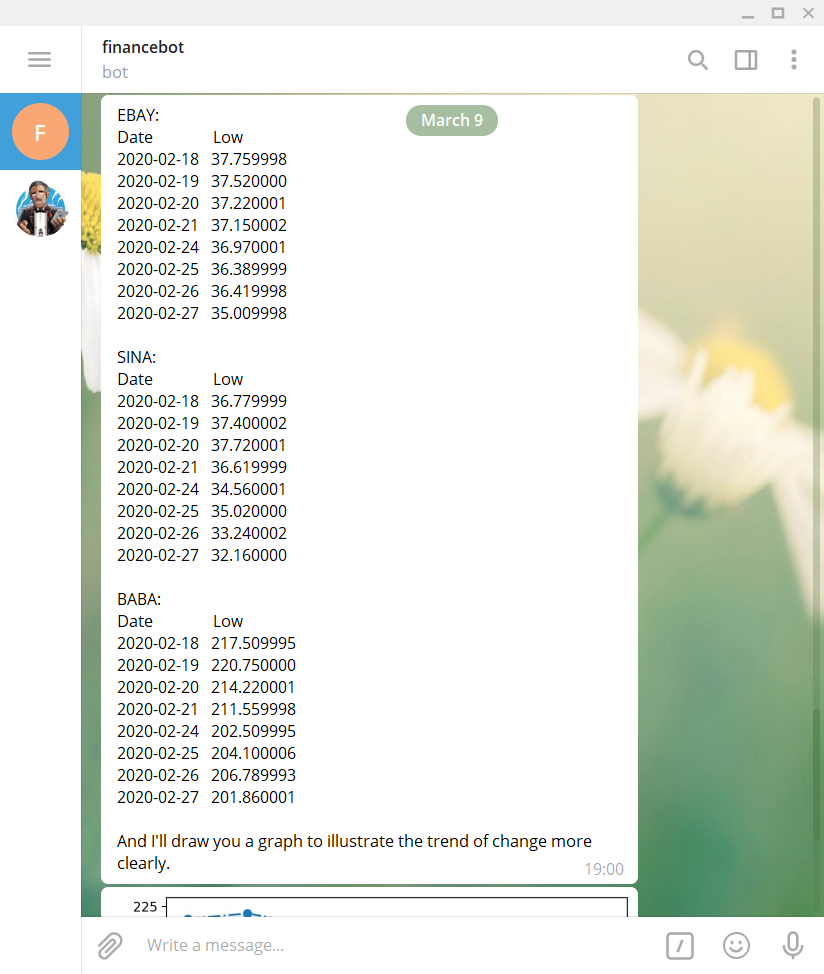 financebot
bot
F
March 9
EBAY:
Date Low
2020-02-18 37.759998
2020-02-19 37.520000
2020-02-20 37.220001
2020-02-21 37.150002
2020-02-24 36.970001
2020-02-25 36.389999
2020-02-26 36.419998
2020-02-27 35.009998
SINA:
Date Low
2020-02-18 36.779999
2020-02-19 37.400002
2020-02-20 37.720001
2020-02-21 36.619999
2020-02-24 34.560001
2020-02-25 35.020000
2020-02-26 33.240002
2020-02-27 32.160000
BABA:
Date Low
2020-02-18 217.509995
2020-02-19 220.750000
2020-02-20 214.220001
2020-02-21 211.559998
2020-02-24 202.509995
2020-02-25 204.100006
2020-02-26 206.789993
2020-02-27 201.860001
And I'll draw you a graph to illustrate the trend of change more
clearly.
19:00
225
Write a message...